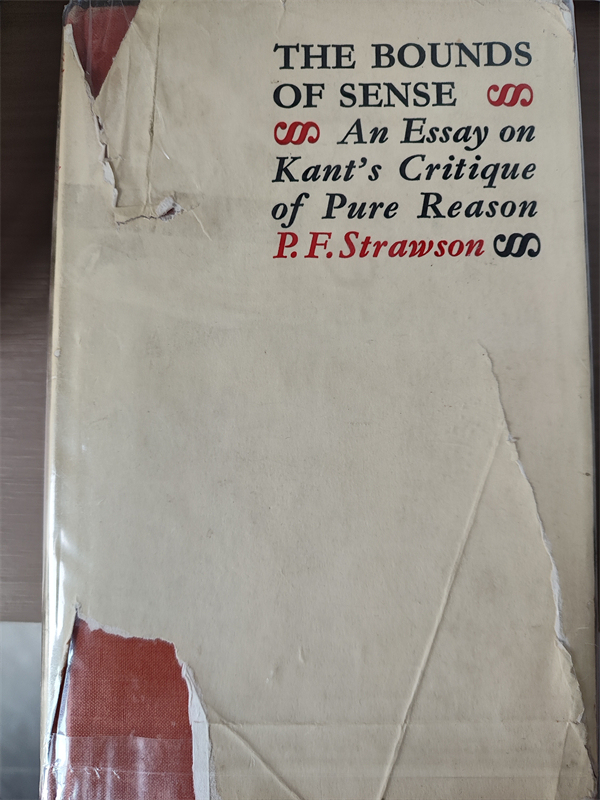 THE BOUNDS
OF SENSE
An Essay on
Kant's Critique
of Pure Reason
P. F. Strawson